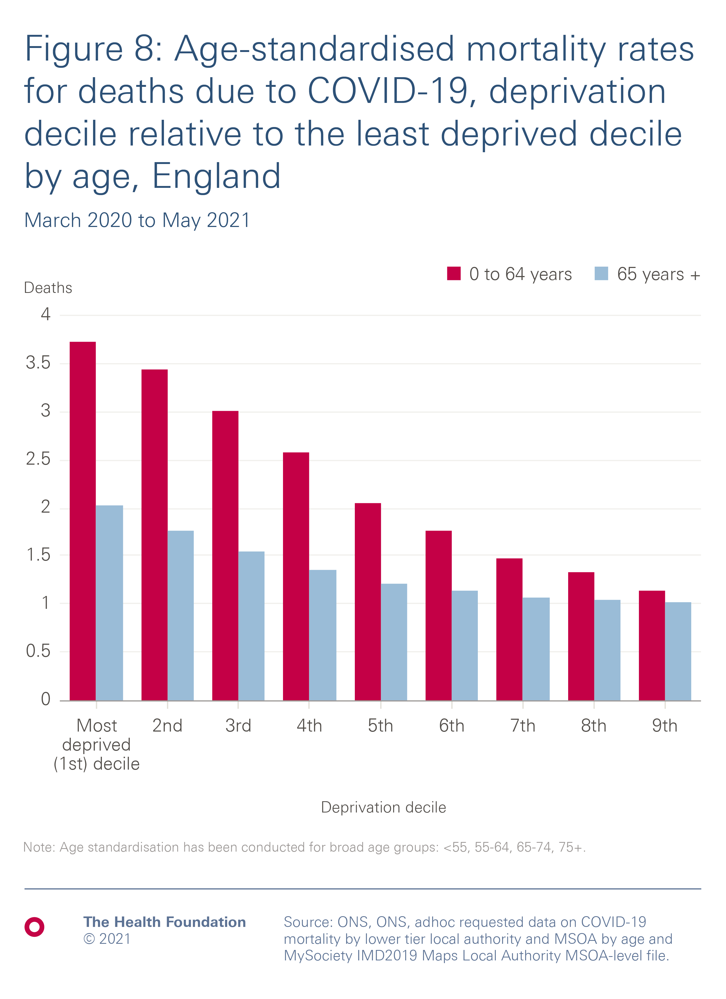 Figure 8: Age-standardised mortality rates
for deaths due to COVID-19, deprivation
decile relative to the least deprived decile
by age, England
March 2020 to May 2021
0 to 64 years
65 years +
Deaths
4
3.5
3
2.5
2
1.5
1
0.5
0
Most
deprived
(1st) decile
2nd
3rd
4th
5th
6th
7th
8th
9th
Deprivation decile
Note: Age standardisation has been conducted for broad age groups: <55, 55-64, 65-74, 75+.
The Health Foundation
© 2021
Source: ONS, ONS, adhoc requested data on COVID-19
mortality by lower tier local authority and MSOA by age and
MySociety IMD2019 Maps Local Authority MSOA-level file.